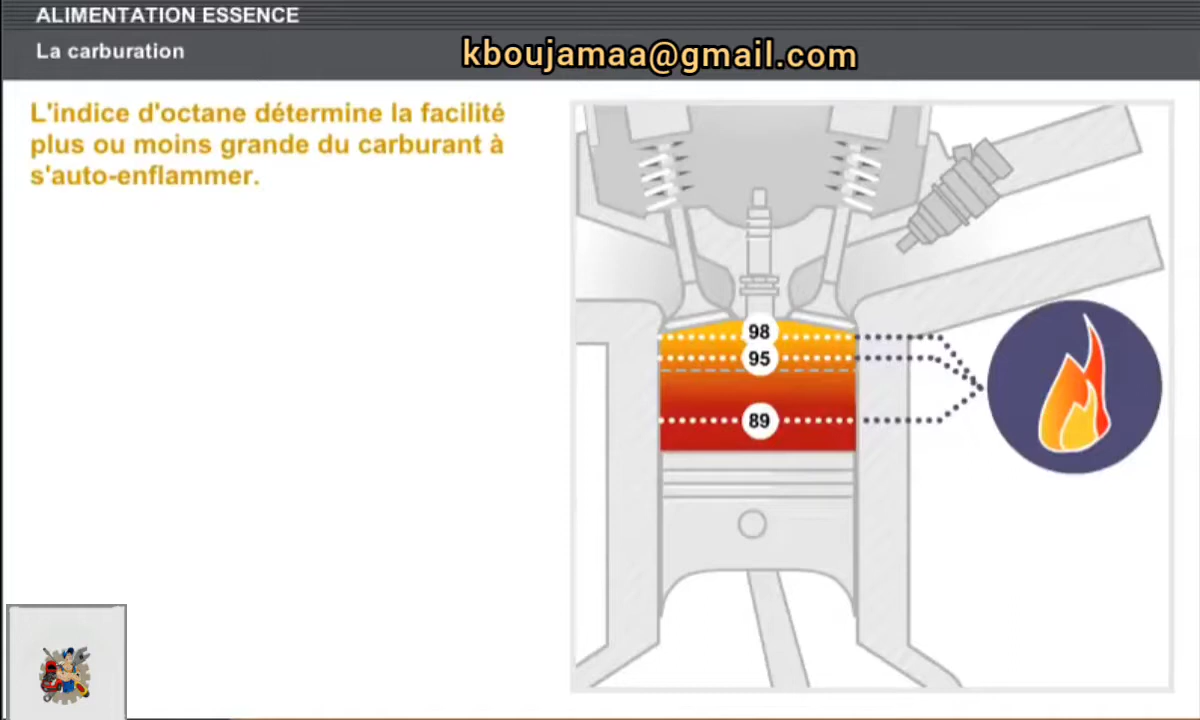 ALIMENTATION ESSENCE
La carburation
kboujamaa@gmail.com
L'indice d'octane détermine la facilité
plus ou moins grande du carburant à
s'auto-enflammer.
98
95
89